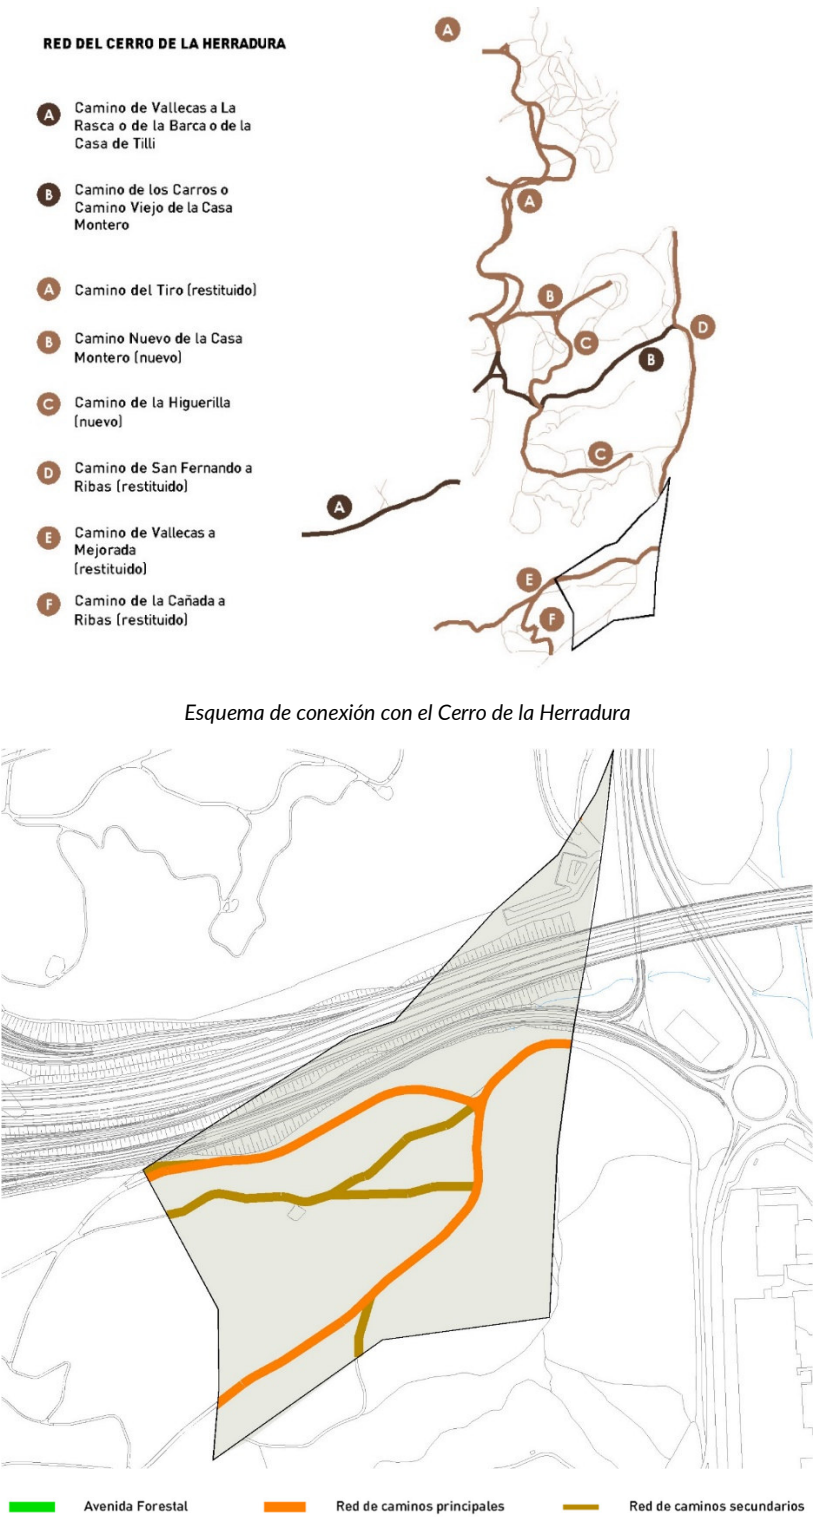 RED DEL CERRO DE LA HERRADURA
A
Camino de Vallecas a La
Rasca o de la Barca o de la
Casa de Tilli
B
Camino de los Carros o
Camino Viejo de la Casa
Montero
A
Camino del Tiro (restituido)
B
Camino Nuevo de la Casa
Montero (nuevo)
C
Camino de la Higuerilla
(nuevo)
D
Camino de San Fernando a
Ribas (restituido)
E
Camino de Vallecas a
Mejorada
(restituido)
F
Camino de la Cañada a
Ribas (restituido)
A
A
B
D
C
B
C
A
E
F
Esquema de conexión con el Cerro de la Herradura
Avenida Forestal
Red de caminos principales
Red de caminos secundarios